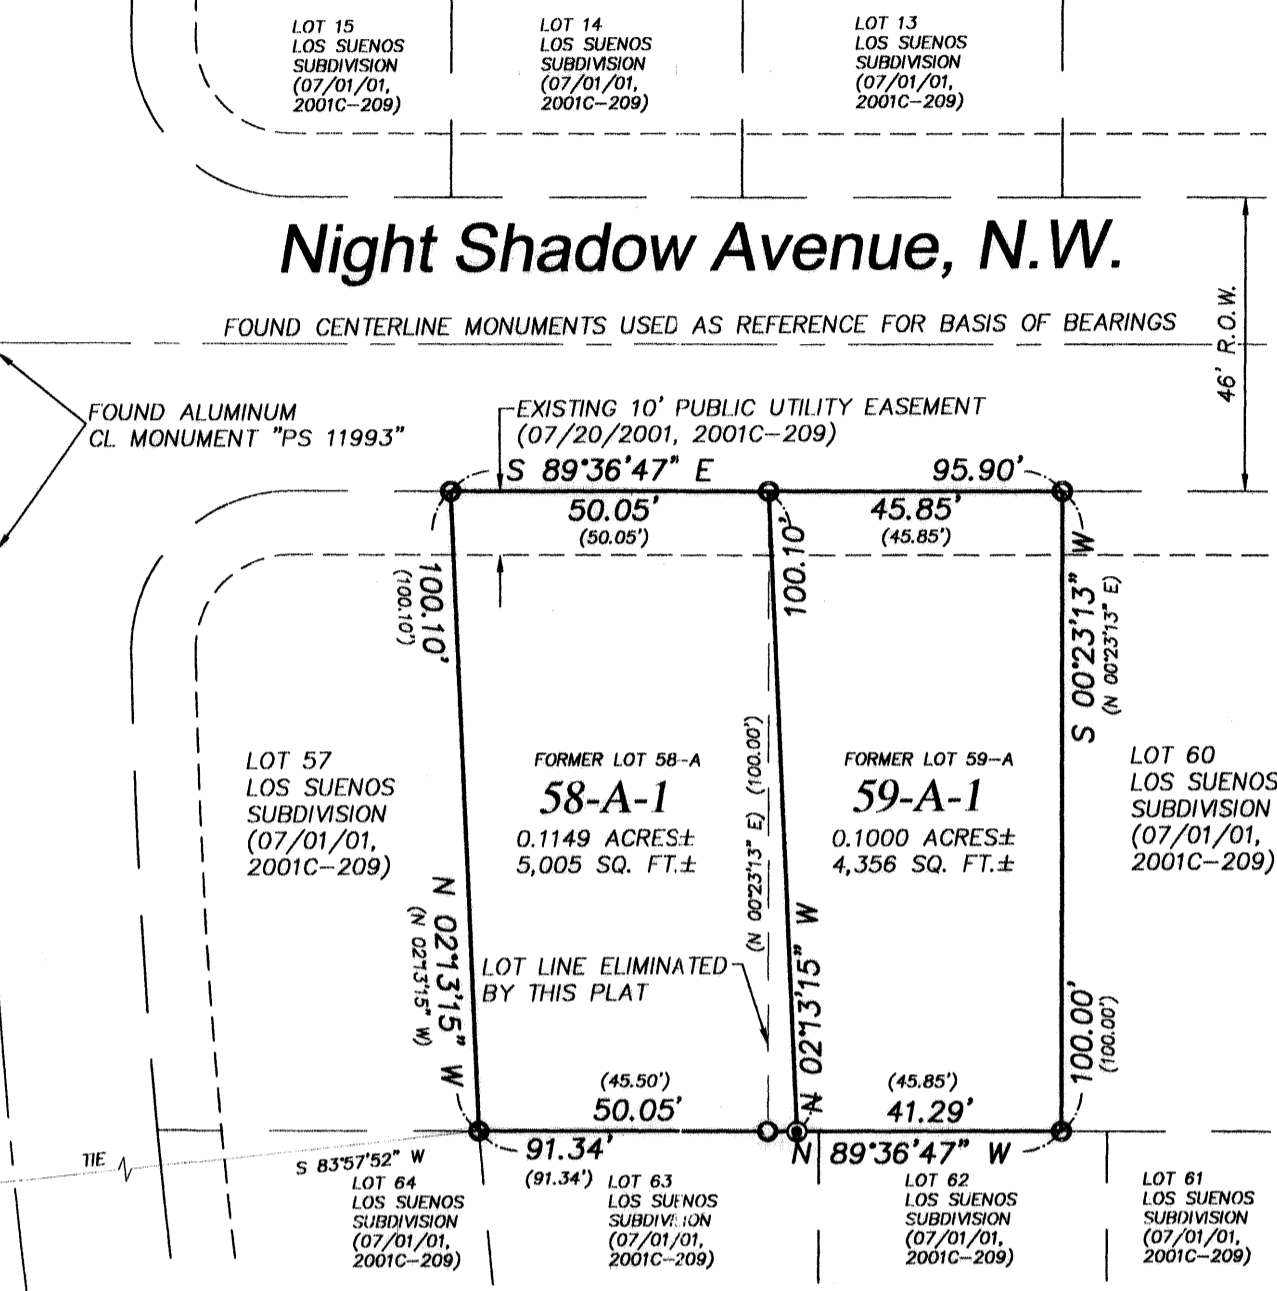 LOT 15
LOS SUENOS
SUBDIVISION
(07/01/01,
2001C-209)
LOT 14
LOS SUENOS
SUBDIVISION
(07/01/01,
2001C-209)
LOT 13
LOS SUENOS
SUBDIVISION
(07/01/01,
2001C-209)
Night Shadow Avenue, N.W.
FOUND CENTERLINE MONUMENTS USED AS REFERENCE FOR BASIS OF BEARINGS
46' R.O.W.
FOUND ALUMINUM
CL MONUMENT "PS 11993"
EXISTING 10' PUBLIC UTILITY EASEMENT
(07/20/2001, 2001C-209)
S 89°36'47" E
95.90'
50.05'
(50.05')
45.85'
(45.85')
100.10'
(100.10')
100.10'
S 00°23'13" W
(N 00°23'13" E)
LOT 57
LOS SUENOS
SUBDIVISION
(07/01/01,
2001C-209)
FORMER LOT 58-A
58-A-1
0.1149 ACRES±
5,005 SQ. FT.±
(N 00°23'13" E) (100.00')
FORMER LOT 59-A
59-A-1
0.1000 ACRES±
4,356 SQ. FT.±
LOT 60
LOS SUENOS
SUBDIVISION
(07/01/01,
2001C-209)
N 02°13'15" W
(N 02°13'15" W)
LOT LINE ELIMINATED
BY THIS PLAT
N 02°13'15" W
100.00'
(100.00')
(45.50')
50.05'
(45.85')
41.29'
91.34'
(91.34')
N 89°36'47" W
TIE
S 83°57'52" W
LOT 64
LOS SUENOS
SUBDIVISION
(07/01/01,
2001C-209)
LOT 63
LOS SUENOS
SUBDIVISION
(07/01/01,
2001C-209)
LOT 62
LOS SUENOS
SUBDIVISION
(07/01/01,
2001C-209)
LOT 61
LOS SUENOS
SUBDIVISION
(07/01/01,
2001C-209)